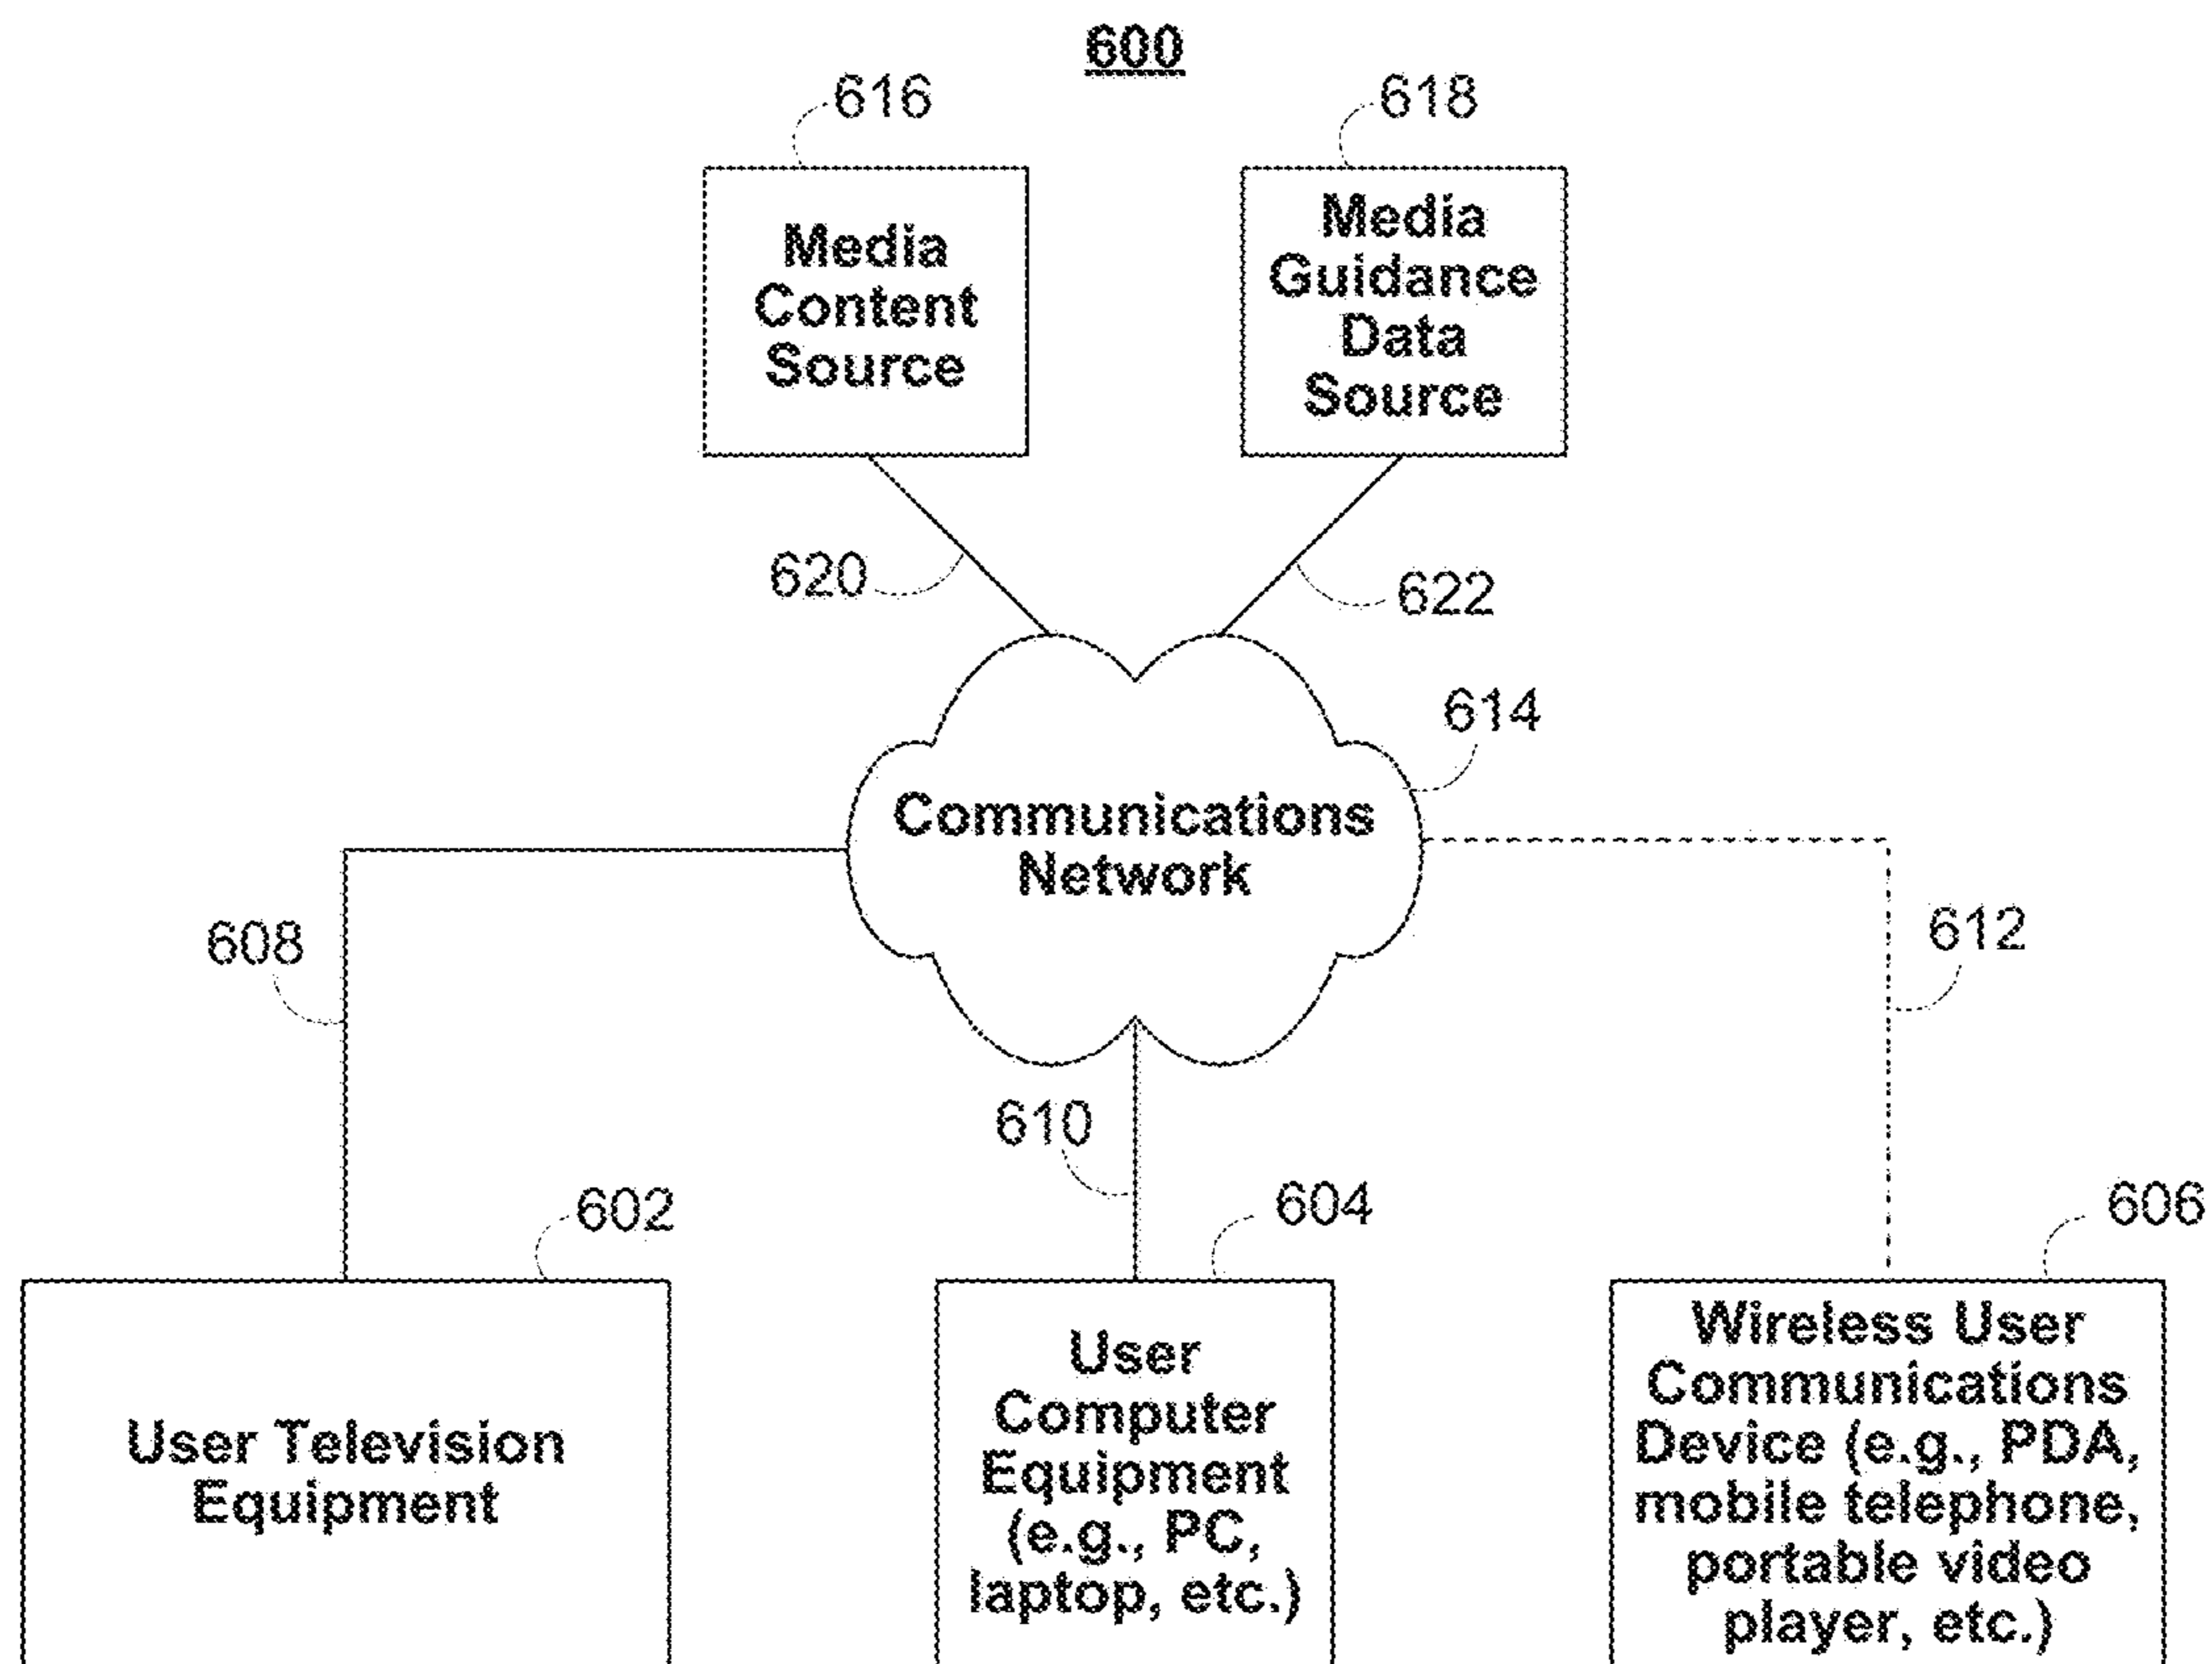 600
616
618
Media
Content
Source
Media
Guidance
Data
Source
620
622
614
Communications
Network
608
612
610
602
604
606
User Television
Equipment
User
Computer
Equipment
(e.g., PC,
laptop, etc.)
Wireless User
Communications
Device (e.g., PDA,
mobile telephone,
portable video
player, etc.)